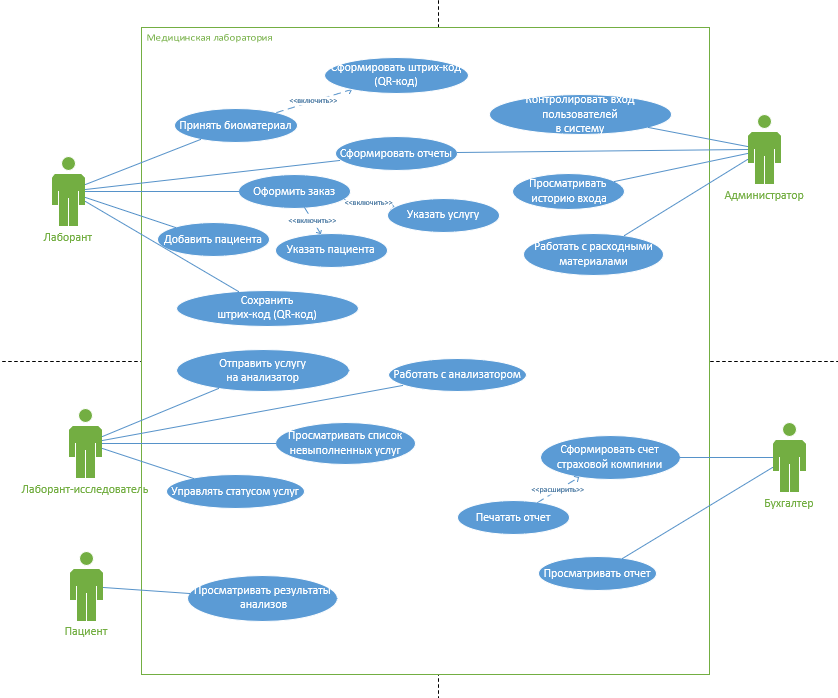 Медицинская лаборатория
Сформировать штрих-код
(QR-код)
<<включить>>
Принять биоматериал
Контролировать вход
пользователей
в систему
Сформировать отчеты
Оформить заказ
<<включить>>
<<включить>>
Указать услугу
Просматривать
историю входа
Администратор
Лаборант
Добавить пациента
Указать пациента
Работать с расходными
материалами
Сохранить
штрих-код (QR-код)
Отправить услугу
на анализатор
Работать с анализатором
Просматривать список
невыполненных услуг
Сформировать счет
страховой компинии
Лаборант-исследователь
Управлять статусом услуг
<<расширить>>
Печатать отчет
Бухгалтер
Просматривать отчет
Просматривать результаты
анализов
Пациент